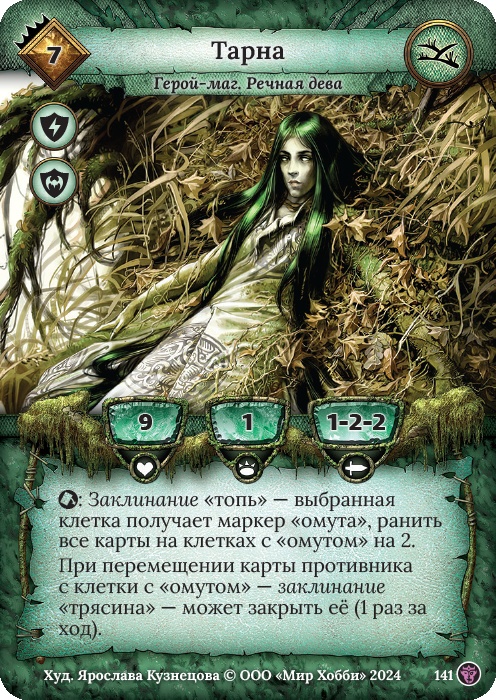 7
Тарна
Герой-маг. Речная дева
9
1
1-2-2
: Заклинание «топь» — выбранная
клетка получает маркер «омута», ранить
все карты на клетках с «омутом» на 2.
При перемещении карты противника
с клетки с «омутом» — заклинание
«трясина» — может закрыть её (1 раз за
ход).
Худ. Ярослава Кузнецова © ООО «Мир Хобби» 2024
141